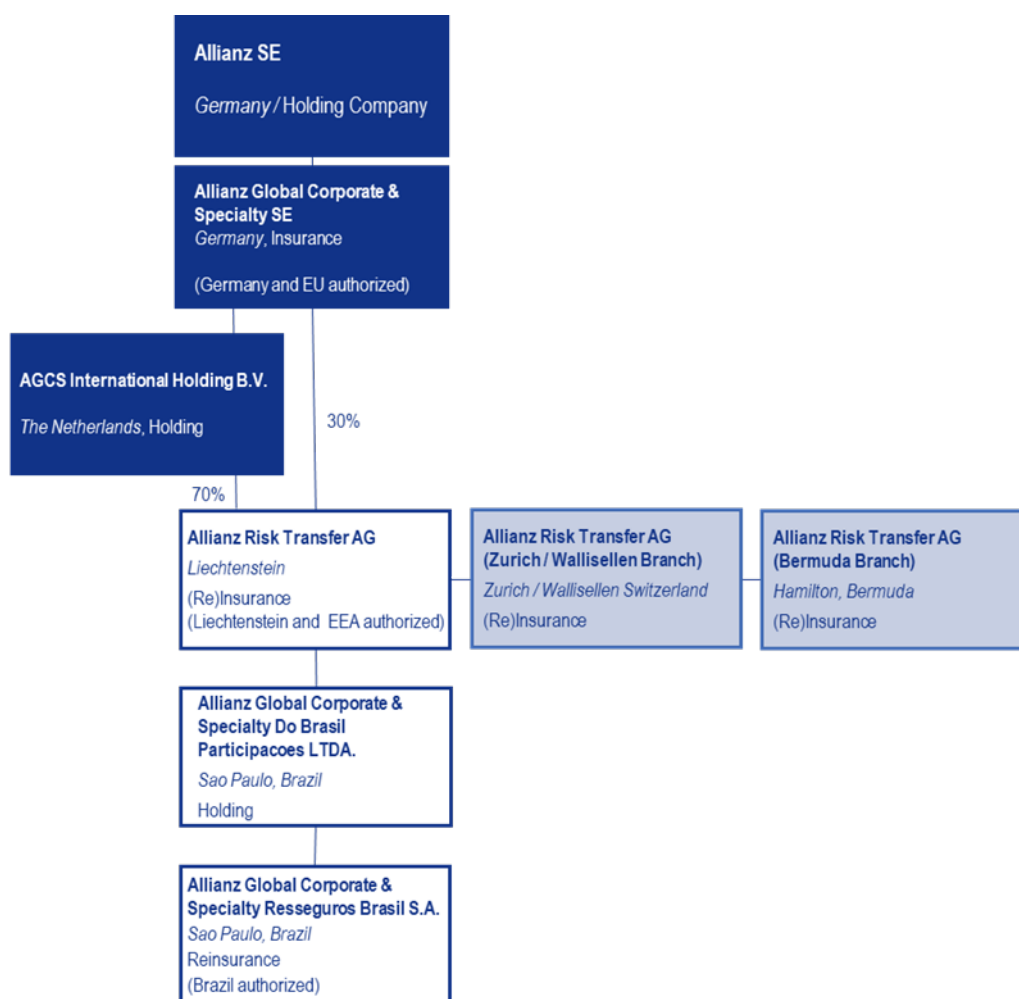 Allianz SE
Germany / Holding Company
Allianz Global Corporate &
Specialty SE
Germany, Insurance
(Germany and EU authorized)
AGCS International Holding B.V.
The Netherlands, Holding
30%
70%
Allianz Risk Transfer AG
Liechtenstein
(Re)Insurance
(Liechtenstein and EEA authorized)
Allianz Risk Transfer AG
(Zurich / Wallisellen Branch)
Zurich / Wallisellen Switzerland
(Re)Insurance
Allianz Risk Transfer AG
(Bermuda Branch)
Hamilton, Bermuda
(Re)Insurance
Allianz Global Corporate &
Specialty Do Brasil
Participacoes LTDA.
Sao Paulo, Brazil
Holding
Allianz Global Corporate &
Specialty Resseguros Brasil S.A.
Sao Paulo, Brazil
Reinsurance
(Brazil authorized)